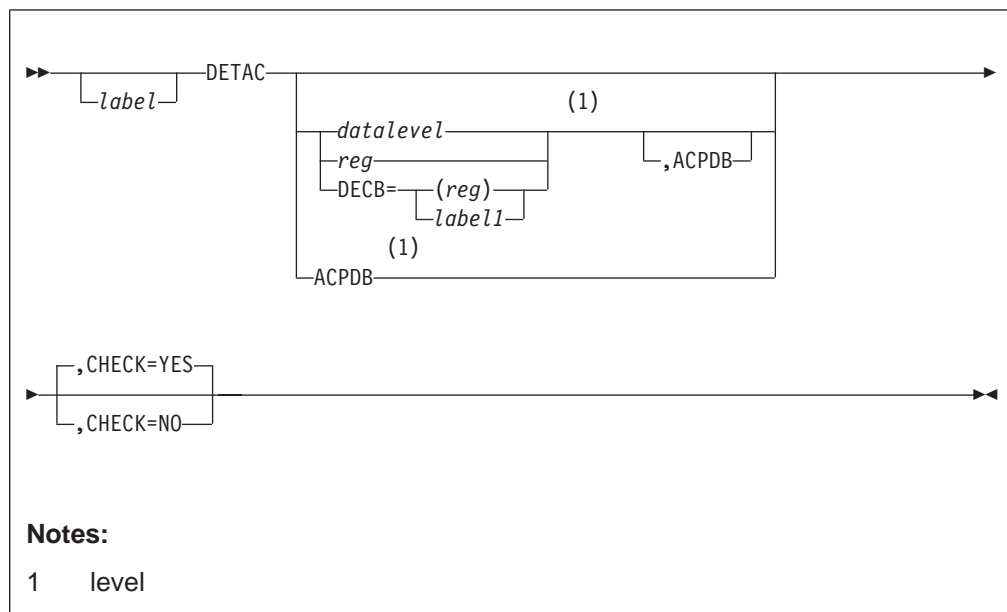 DETAC
label
(1)
datalevel
reg
,ACPDB
DECB= (reg)
label1
(1)
ACPDB
,CHECK=YES
,CHECK=NO
Notes:
1 level